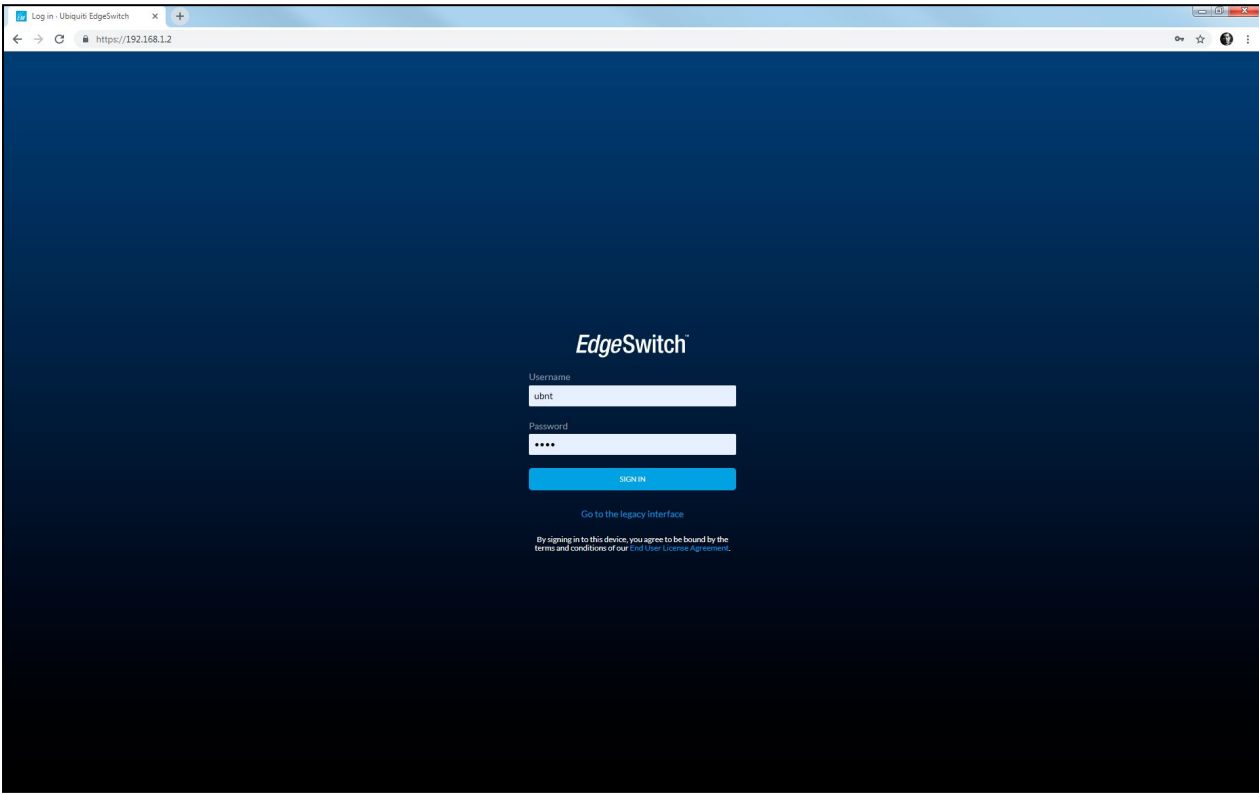 Log in - Ubiquiti EdgeSwitch
https://192.168.1.2
EdgeSwitch™
Username
ubnt
Password
••••
SIGN IN
Go to the legacy interface
By signing in to this device, you agree to be bound by the
terms and conditions of our End User License Agreement.